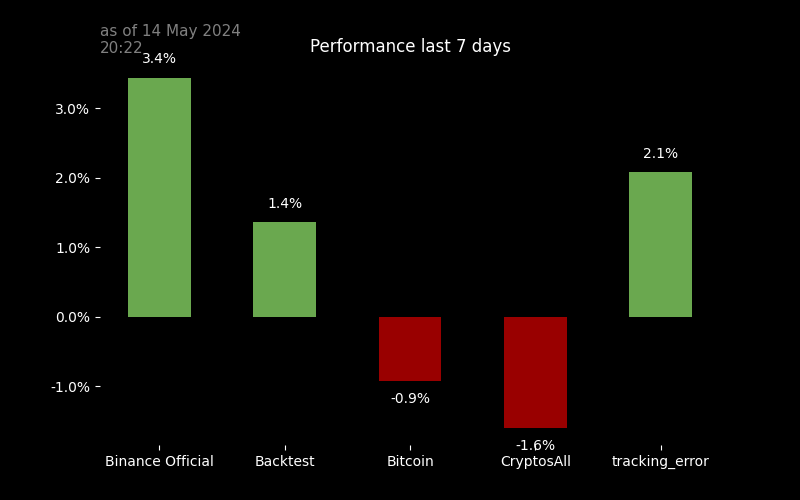 as of 14 May 2024
20:22
Performance last 7 days
3.4%
1.4%
-0.9%
-1.6%
2.1%
3.0%
2.0%
1.0%
0.0%
-1.0%
Binance Official
Backtest
Bitcoin
CryptosAll
tracking_error